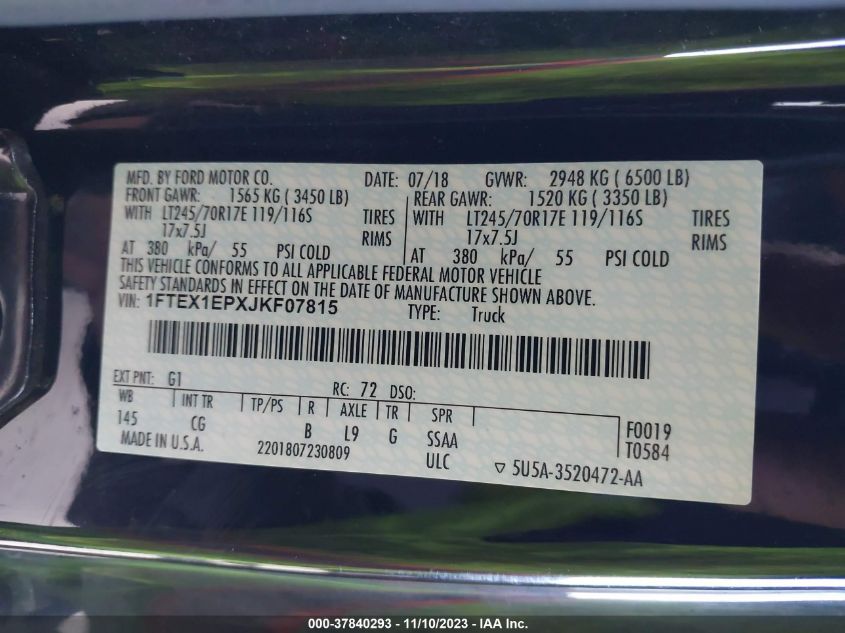 MFD. BY FORD MOTOR CO. DATE: 07/18 GVWR: 2948 KG ( 6500 LB)
FRONT GAWR: 1565 KG ( 3450 LB) REAR GAWR: 1520 KG ( 3350 LB)
WITH LT245/70R17E 119/116S TIRES WITH LT245/70R17E 119/116S TIRES
17x7.5J RIMS 17x7.5J RIMS
AT 380 kPa/ 55 PSI COLD AT 380 kPa/ 55 PSI COLD
THIS VEHICLE CONFORMS TO ALL APPLICABLE FEDERAL MOTOR VEHICLE
SAFETY STANDARDS IN EFFECT ON THE DATE OF MANUFACTURE SHOWN ABOVE.
VIN: 1FTEX1EPXJKF07815 TYPE: Truck
EXT PNT: G1 RC: 72 DSO:
WB INT TR TP/PS R AXLE TR SPR F0019
145 CG B L9 G SSAA T0584
MADE IN U.S.A. 2201807230809 ULC ▽ 5U5A-3520472-AA
000-37840293 - 11/10/2023 - IAA Inc.